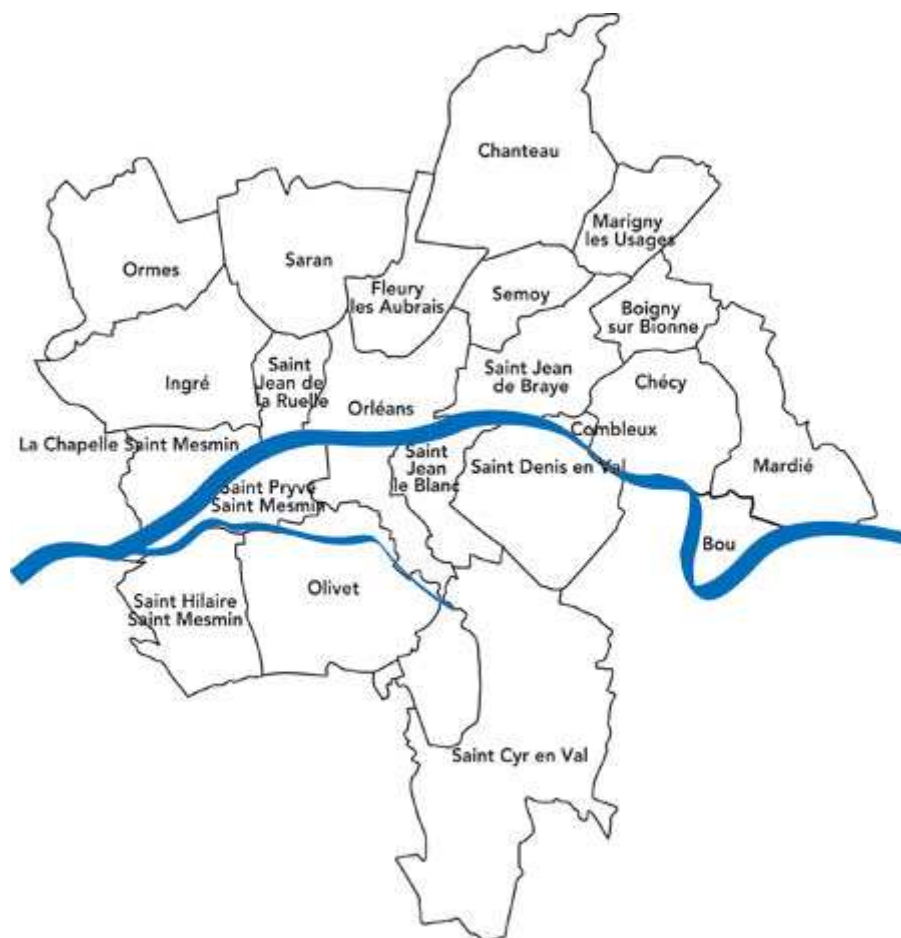 Chanteau
Marigny
les Usages
Ormes
Saran
Fleury
les Aubrais
Semoy
Boigny
sur Bionne
Ingré
Saint
Jean de
la Ruelle
Orléans
Saint Jean
de Braye
Chécy
La Chapelle Saint Mesmin
Combleux
Saint
Jean
le Blanc
Saint Denis en Val
Mardié
Saint Pryvé
Saint Mesmin
Bou
Olivet
Saint Hilaire
Saint Mesmin
Saint Cyr en Val